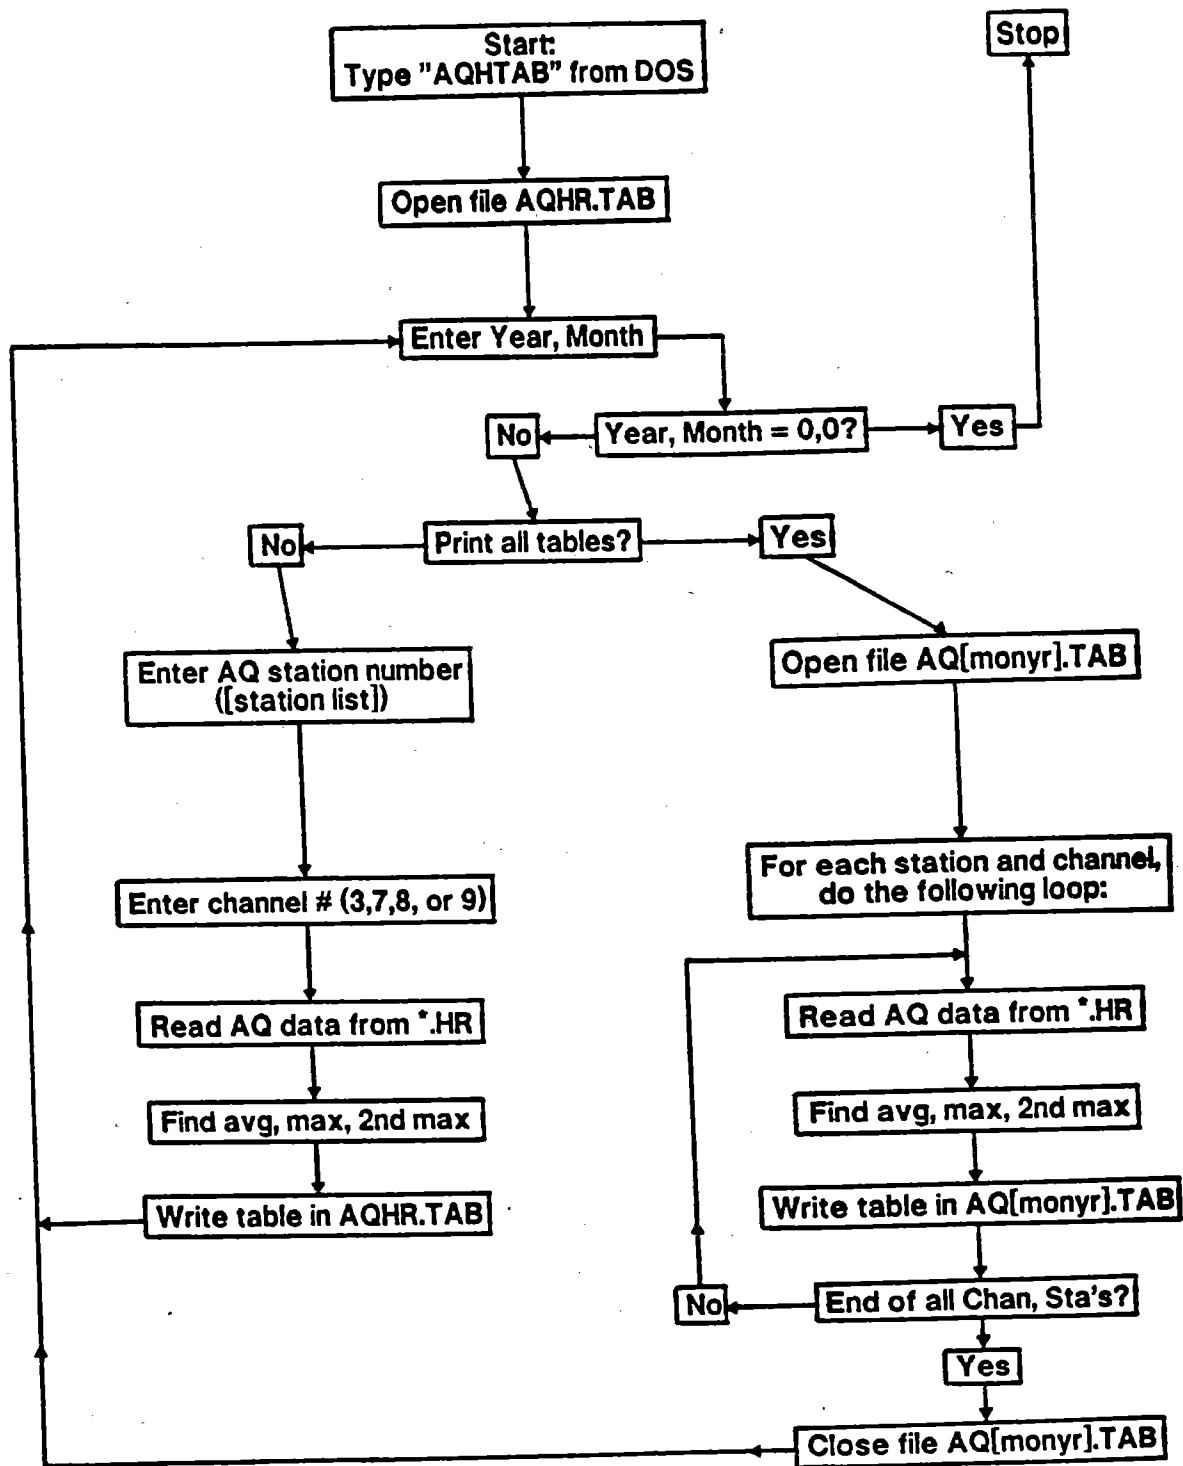 Start:
Type "AQHTAB" from DOS
Stop
Open file AQHR.TAB
Enter Year, Month
No
Year, Month = 0,0?
Yes
No
Print all tables?
Yes
Enter AQ station number
([station list])
Open file AQ[monyr].TAB
Enter channel # (3,7,8, or 9)
For each station and channel,
do the following loop:
Read AQ data from *.HR
Read AQ data from *.HR
Find avg, max, 2nd max
Find avg, max, 2nd max
Write table in AQHR.TAB
Write table in AQ[monyr].TAB
No
End of all Chan, Sta's?
Yes
Close file AQ[monyr].TAB